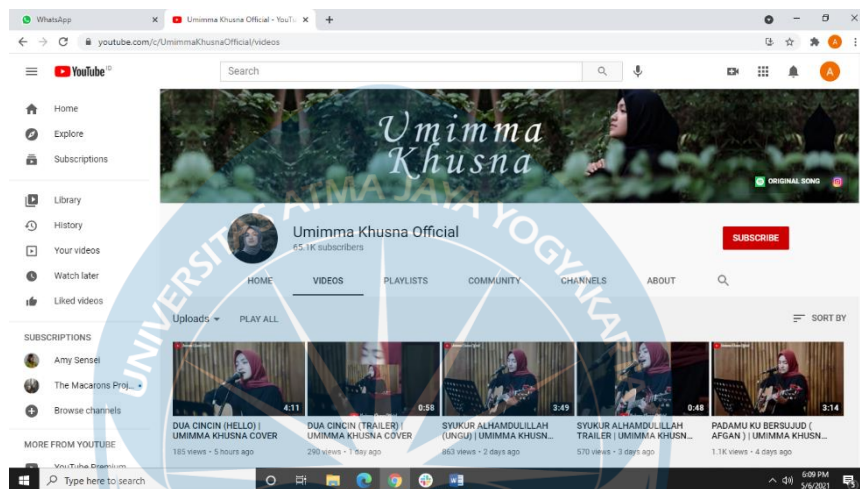 WhatsApp
Umimma Khusna Official - YouTu
youtube.com/c/UmimmaKhusnaOfficial/videos
YouTube ID
Search
A
Home
Explore
Subscriptions
Library
History
Your videos
Watch later
Liked videos
SUBSCRIPTIONS
Amy Sensei
The Macarons Proj...
Browse channels
MORE FROM YOUTUBE
YouTube Premium
Umimma
Khusna
ORIGINAL SONG
UNIVERSITAS ATMA JAYA YOGYAKARTA
Umimma Khusna Official
65.1K subscribers
SUBSCRIBE
HOME VIDEOS PLAYLISTS COMMUNITY CHANNELS ABOUT
Uploads PLAY ALL SORT BY
4:11
DUA CINCIN (HELLO) |
UMIMMA KHUSNA COVER
185 views • 5 hours ago
0:58
DUA CINCIN (TRAILER) |
UMIMMA KHUSNA COVER
290 views • 1 day ago
3:49
SYUKUR ALHAMDULILLAH
(UNGU) | UMIMMA KHUSN...
863 views • 2 days ago
0:48
SYUKUR ALHAMDULILLAH
TRAILER | UMIMMA KHUSN...
570 views • 3 days ago
3:14
PADAMU KU BERSUJUD (
AFGAN ) | UMIMMA KHUSN...
1.1K views • 4 days ago
Type here to search
6:09 PM
5/6/2021